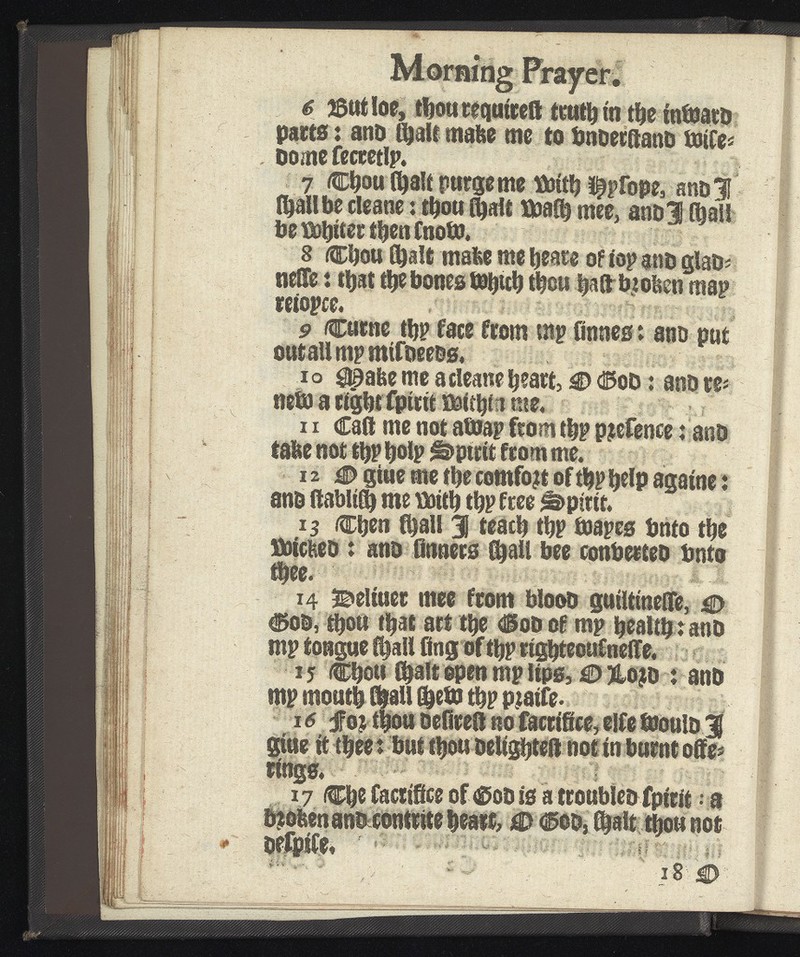 Morning Prayer.
6 But loe, thou requirest truth in the inward
parts: and shalt make me to vnderstand wise-
dome secretly.
7 Thou shalt purge me with Hysope, and I
shall be cleane: thou shalt wash mee, and I shall
be whiter then snow.
8 Thou shalt make me heare of ioy and glad-
nesse: that the bones which thou hast broken may
reioyce.
9 Turne thy face from my sinnes: and put
out all my misdeeds.
10 Make me a cleane heart, O God: and re-
new a right spirit within me.
11 Cast me not away from thy presence: and
take not thy holy Spirit from me.
12 O giue me the comfort of thy help againe:
and stablish me with thy free Spirit.
13 Then shall I teach thy wayes vnto the
wicked: and sinners shall bee conuerted vnto
thee.
14 Deliuer mee from blood guiltinesse, O
God, thou that art the God of my health: and
my tongue shall sing of thy righteousnesse.
15 Thou shalt open my lips, O Lord: and
my mouth shall shew thy praise.
16 For thou desirest no sacrifice, else would I
giue it thee: but thou delightest not in burnt offe-
rings.
17 The sacrifice of God is a troubled spirit: a
broken and contrite heart, O God, shalt thou not
despise.
18 O